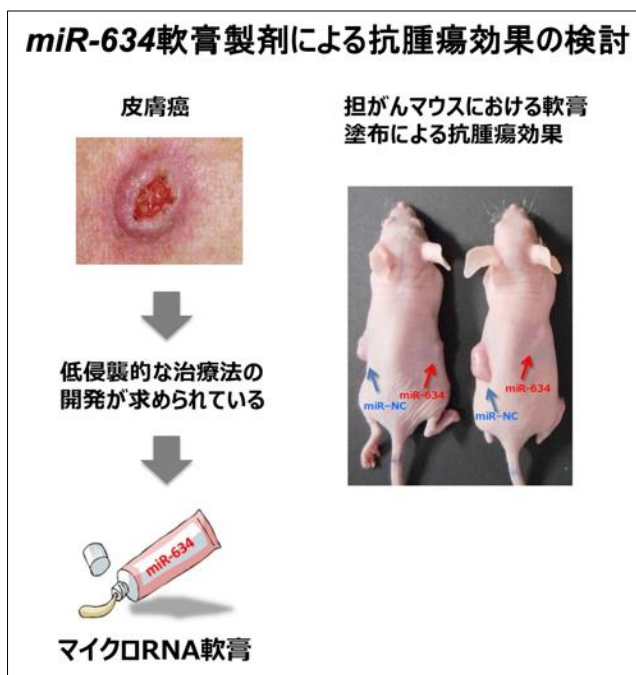 miR-634軟膏製剤による抗腫瘍効果の検討
皮膚癌
低侵襲的な治療法の
開発が求められている
miR-634
マイクロRNA軟膏
担がんマウスにおける軟膏
塗布による抗腫瘍効果
miR-NC
miR-634
miR-NC
miR-634